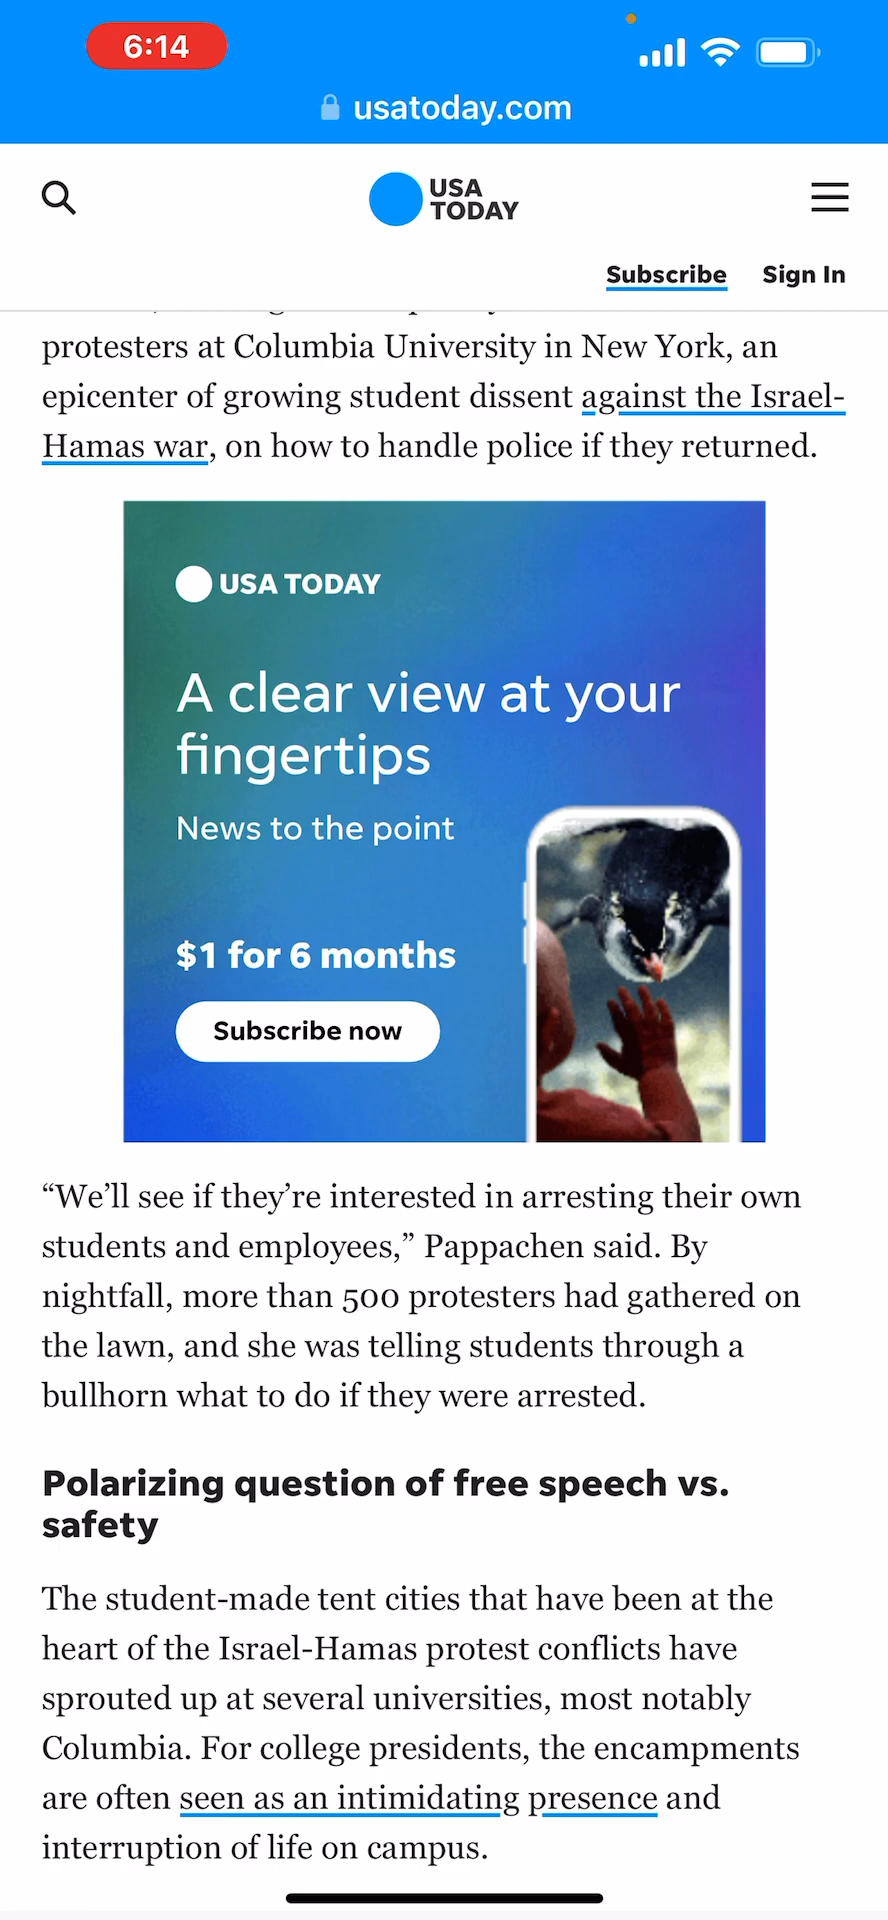 6:14
usatoday.com
USA
TODAY
Subscribe Sign In
protesters at Columbia University in New York, an
epicenter of growing student dissent against the Israel-
Hamas war, on how to handle police if they returned.
USA TODAY
A clear view at your
fingertips
News to the point
$1 for 6 months
Subscribe now
“We’ll see if they’re interested in arresting their own
students and employees,” Pappachen said. By
nightfall, more than 500 protesters had gathered on
the lawn, and she was telling students through a
bullhorn what to do if they were arrested.
Polarizing question of free speech vs.
safety
The student-made tent cities that have been at the
heart of the Israel-Hamas protest conflicts have
sprouted up at several universities, most notably
Columbia. For college presidents, the encampments
are often seen as an intimidating presence and
interruption of life on campus.